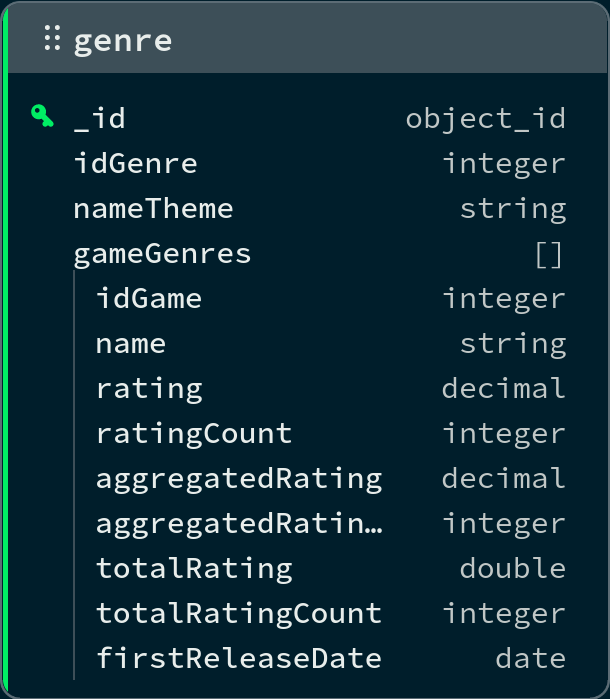 genre
_id object_id
idGenre integer
nameTheme string
gameGenres []
idGame integer
name string
rating decimal
ratingCount integer
aggregatedRating decimal
aggregatedRatin… integer
totalRating double
totalRatingCount integer
firstReleaseDate date